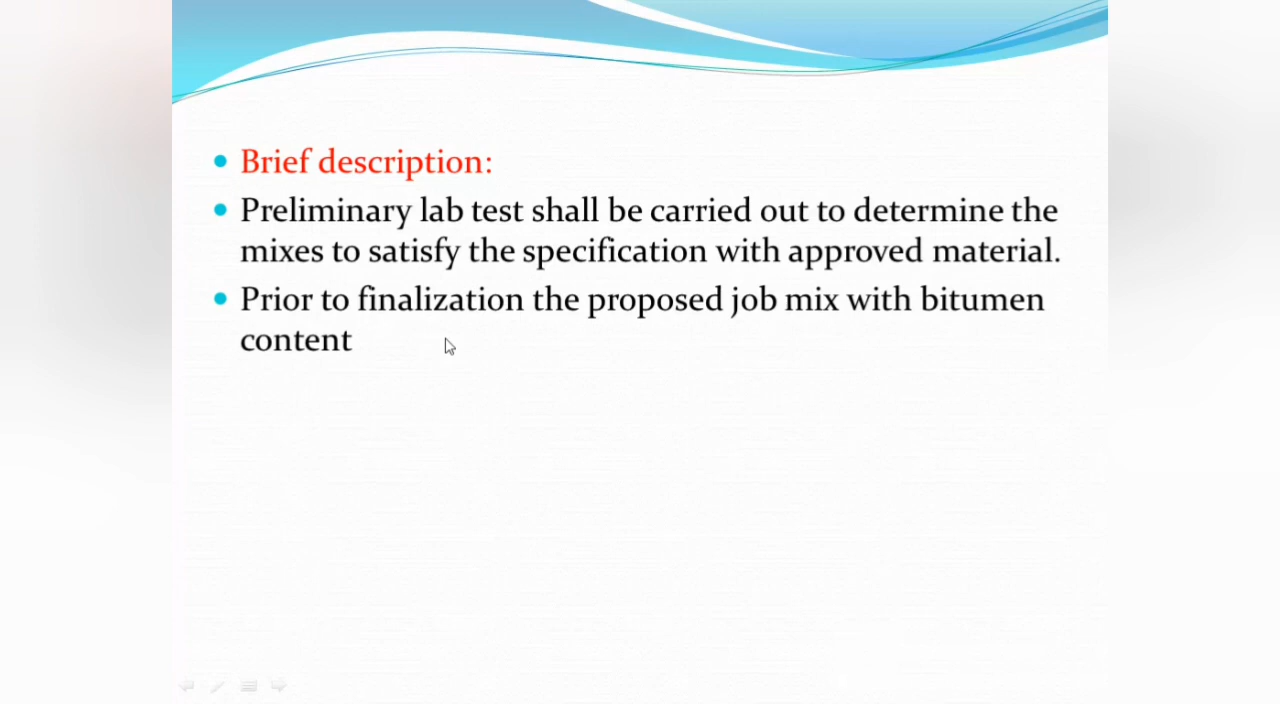 Brief description:
Preliminary lab test shall be carried out to determine the
mixes to satisfy the specification with approved material.
Prior to finalization the proposed job mix with bitumen
content